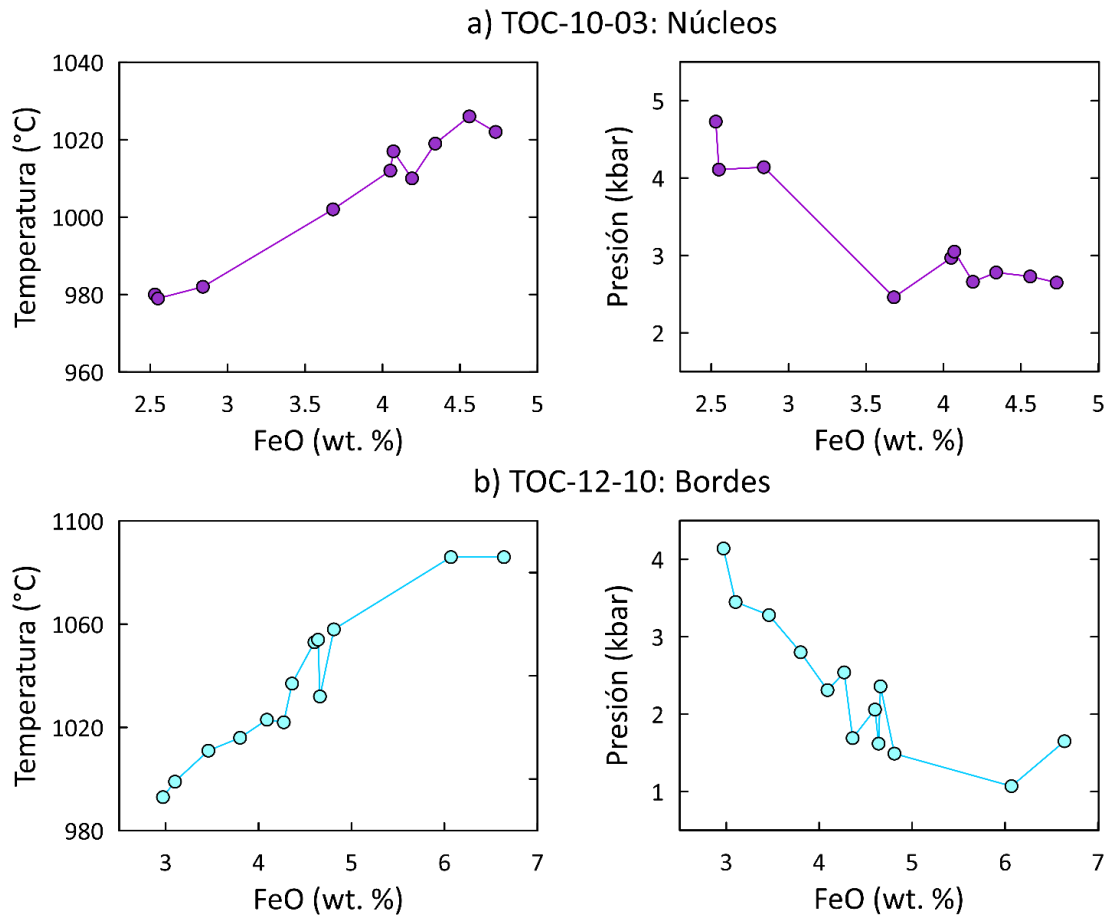 a) TOC-10-03: Núcleos
Temperatura (°C)
1040
1020
1000
980
960
2.5 3 3.5 4 4.5 5
FeO (wt. %)
Presión (kbar)
5
4
3
2
2.5 3 3.5 4 4.5 5
FeO (wt. %)
b) TOC-12-10: Bordes
Temperatura (°C)
1100
1060
1020
980
3 4 5 6 7
FeO (wt. %)
Presión (kbar)
4
3
2
1
3 4 5 6 7
FeO (wt. %)